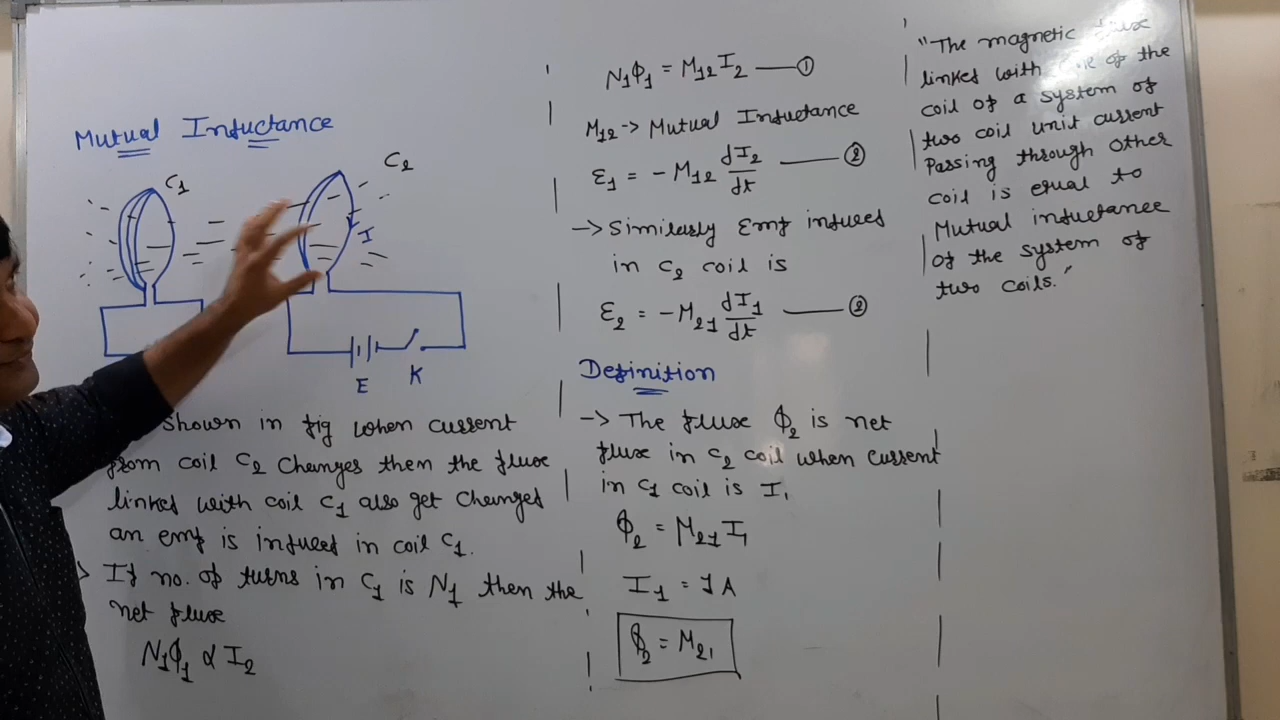 Mutual Inductance
C1
C2
I
E
K
shown in fig when current
from coil C2 changes then the flux
linked with coil C1 also get changes
an emf is induced in coil C1.
> If no. of turns in C1 is N1 then the
net flux
N1Φ1 ∝ I2
N1Φ1 = M12 I2 —— ①
M12 -> Mutual Inductance
ε1 = - M12 dI2/dt —— ②
-> Similarly Emf induced
in C2 coil is
ε2 = - M21 dI1/dt —— ②
Definition
-> The flux Φ2 is net
flux in C2 coil when current
in C1 coil is I1
Φ2 = M21 I1
I1 = 1 A
Φ2 = M21
"The magnetic flux
linked with of the
coil of a system of
two coil unit current
Passing through other
coil is equal to
Mutual inductance
of the system of
two coils."